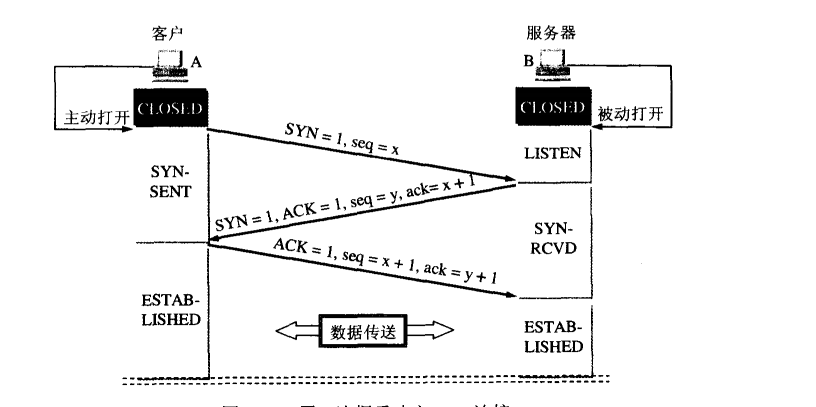 客户
服务器
A
B
CLOSED
CLOSED
主动打开
被动打开
SYN = 1, seq = x
LISTEN
SYN-
SENT
SYN = 1, ACK = 1, seq = y, ack= x + 1
SYN-
RCVD
ACK = 1, seq = x + 1, ack = y + 1
ESTAB-
LISHED
数据传送
ESTAB-
LISHED